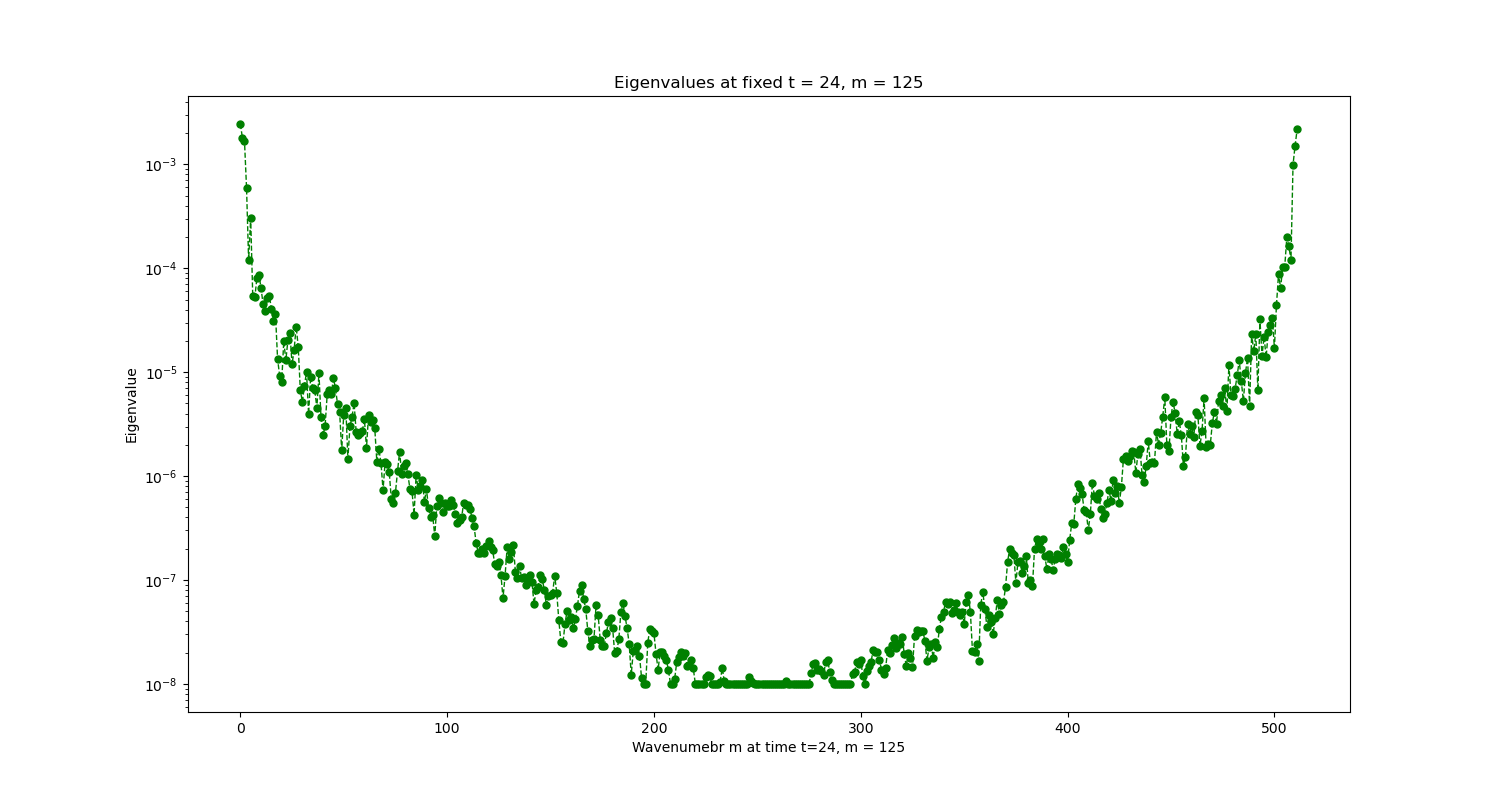 Eigenvalues at fixed t = 24, m = 125
Eigenvalue
10⁻³
10⁻⁴
10⁻⁵
10⁻⁶
10⁻⁷
10⁻⁸
0 100 200 300 400 500
Wavenumebr m at time t=24, m = 125